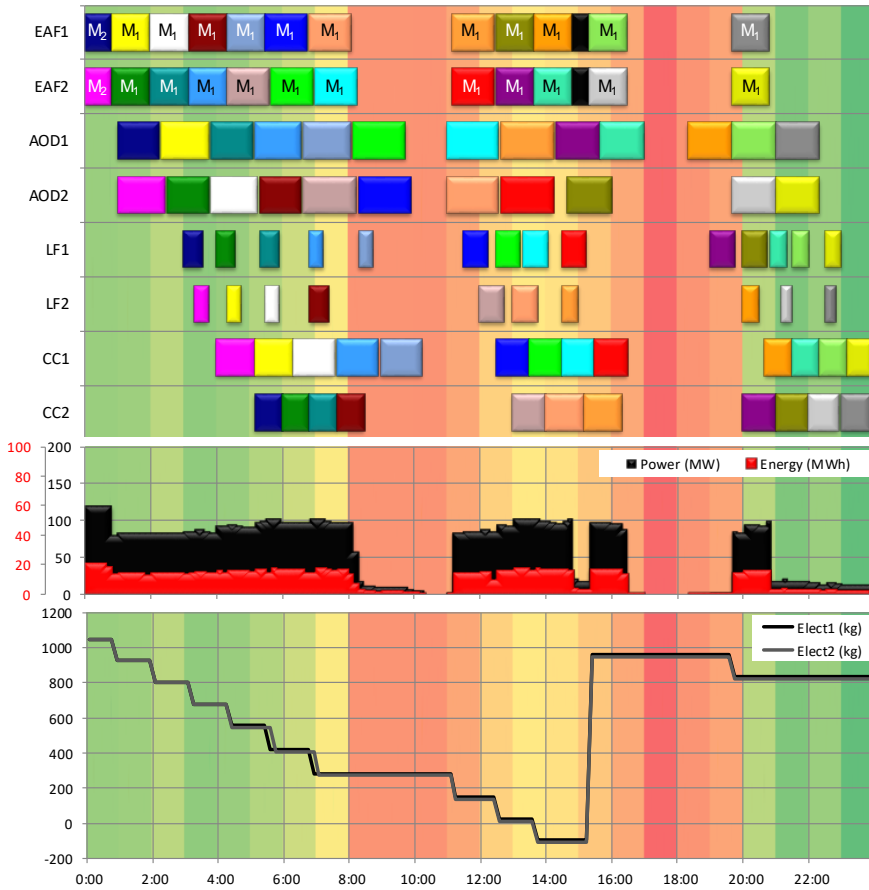 EAF1 M2 M1 M1 M1 M1 M1 M1 M1 M1 M1 M1 M1
EAF2 M2 M1 M1 M1 M1 M1 M1 M1 M1 M1 M1 M1
AOD1
AOD2
LF1
LF2
CC1
CC2
100 200
Power (MW) Energy (MWh)
80 150
60
100
40
50
20
0 0
1200
Elect1 (kg)
1000
Elect2 (kg)
800
600
400
200
0
-200
0:00 2:00 4:00 6:00 8:00 10:00 12:00 14:00 16:00 18:00 20:00 22:00